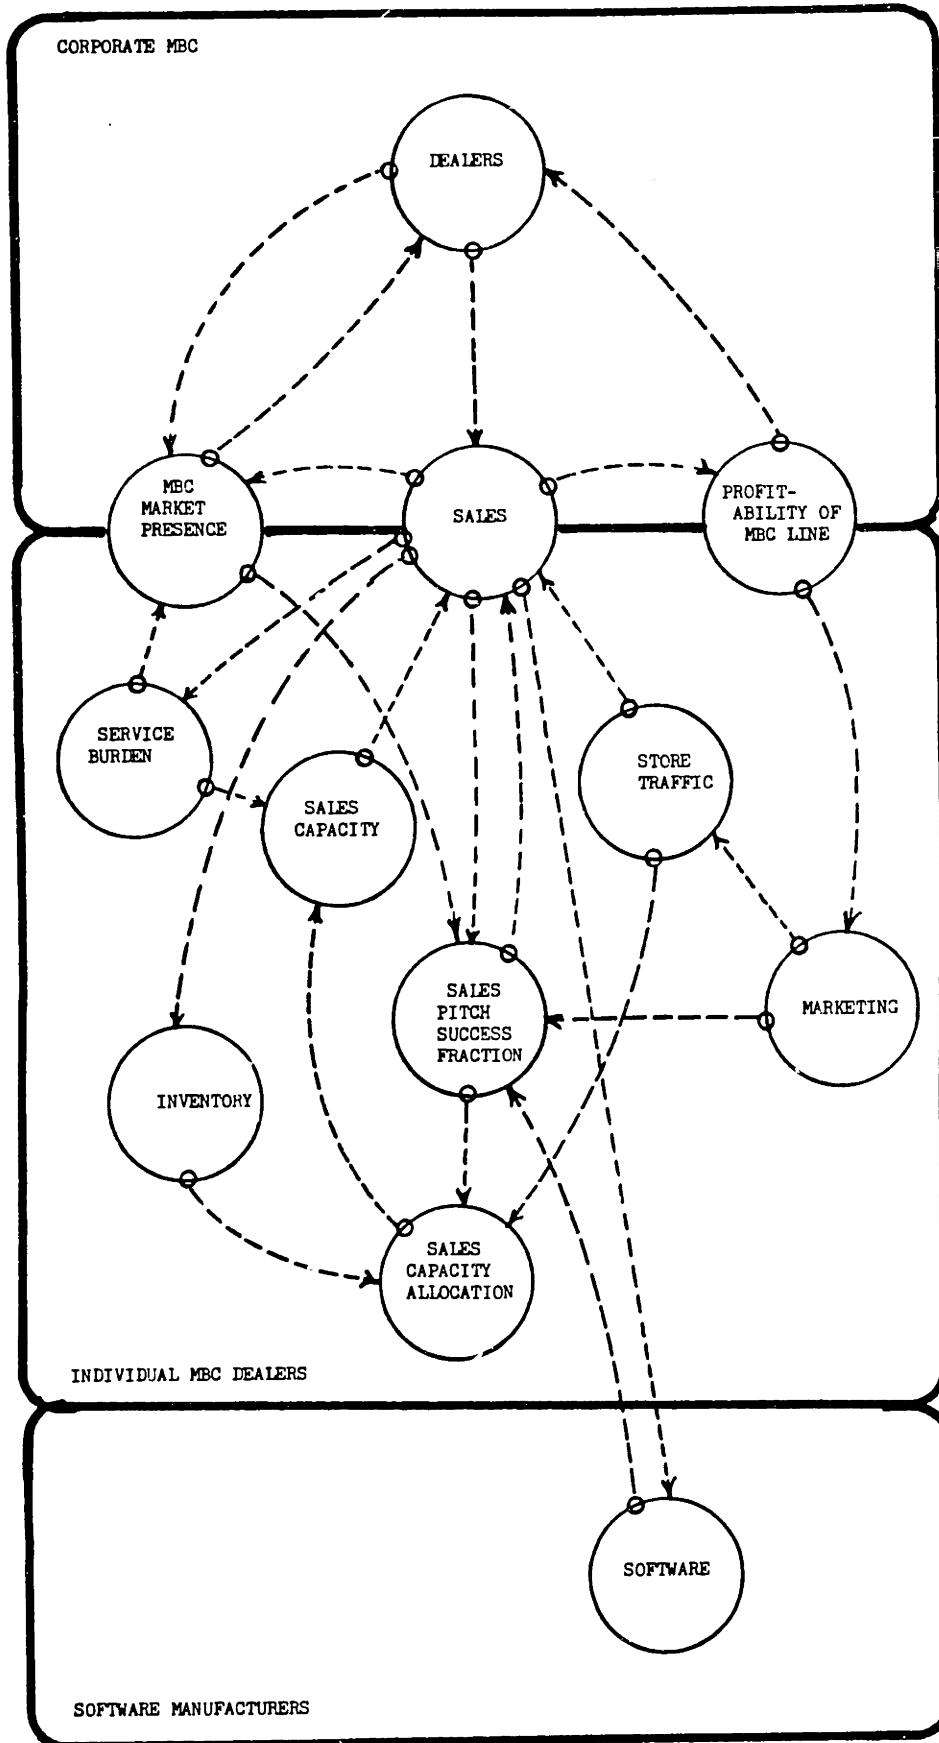 CORPORATE MBC
DEALERS
MBC
MARKET
PRESENCE
SALES
PROFIT-
ABILITY OF
MBC LINE
SERVICE
BURDEN
SALES
CAPACITY
STORE
TRAFFIC
SALES
PITCH
SUCCESS
FRACTION
MARKETING
INVENTORY
SALES
CAPACITY
ALLOCATION
INDIVIDUAL MBC DEALERS
SOFTWARE
SOFTWARE MANUFACTURERS